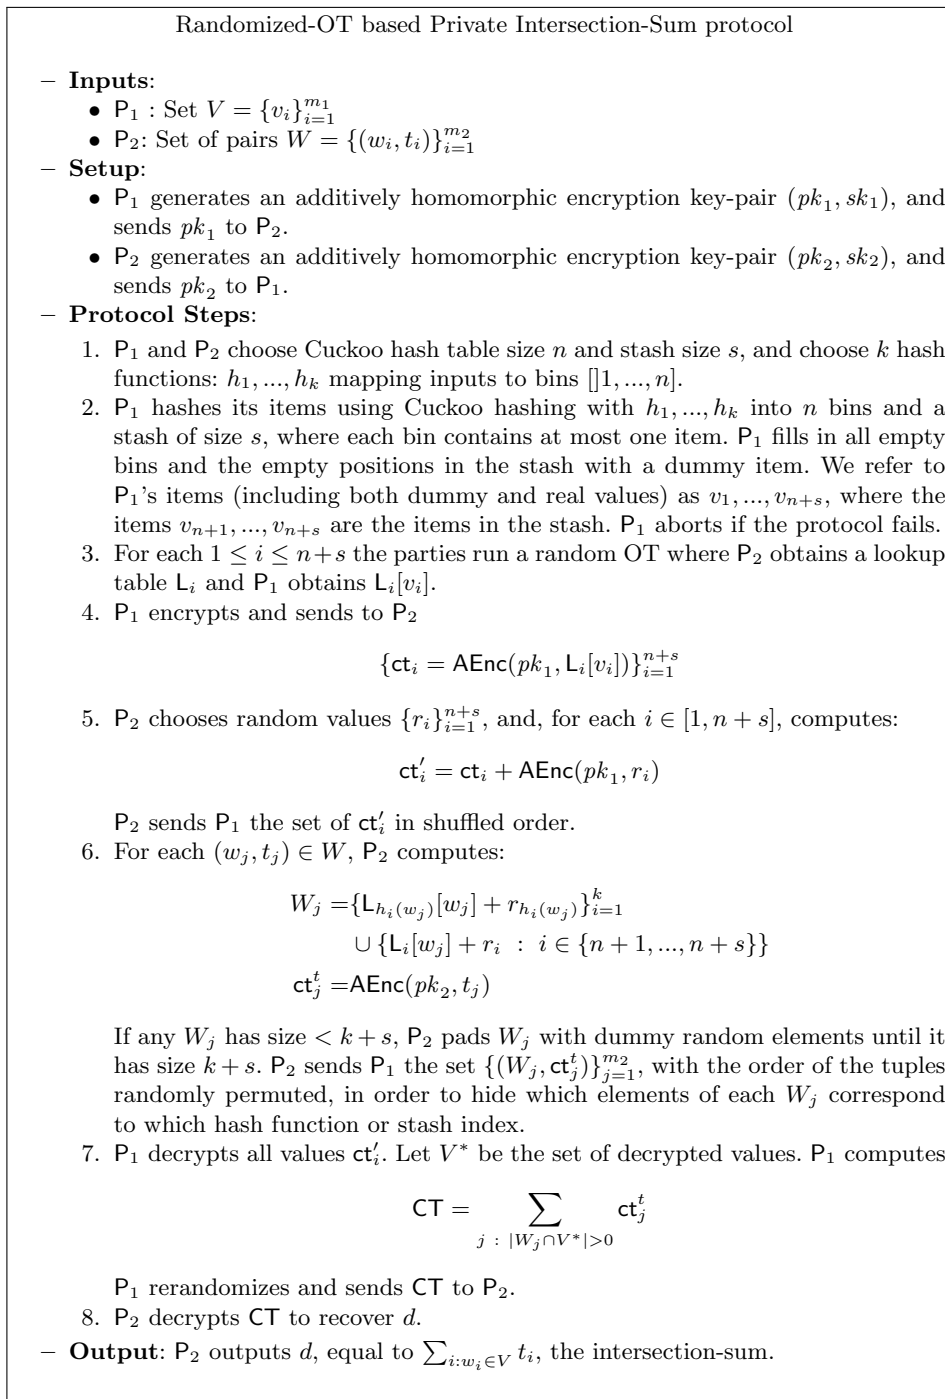 Randomized-OT based Private Intersection-Sum protocol
– Inputs:
• P₁ : Set V = {vᵢ}ᵢ₌₁^{m₁}
• P₂: Set of pairs W = {(wᵢ, tᵢ)}ᵢ₌₁^{m₂}
– Setup:
• P₁ generates an additively homomorphic encryption key-pair (pk₁, sk₁), and
sends pk₁ to P₂.
• P₂ generates an additively homomorphic encryption key-pair (pk₂, sk₂), and
sends pk₂ to P₁.
– Protocol Steps:
1. P₁ and P₂ choose Cuckoo hash table size n and stash size s, and choose k hash
functions: h₁, ..., hₖ mapping inputs to bins []1, ..., n].
2. P₁ hashes its items using Cuckoo hashing with h₁, ..., hₖ into n bins and a
stash of size s, where each bin contains at most one item. P₁ fills in all empty
bins and the empty positions in the stash with a dummy item. We refer to
P₁'s items (including both dummy and real values) as v₁, ..., vₙ₊ₛ, where the
items vₙ₊₁, ..., vₙ₊ₛ are the items in the stash. P₁ aborts if the protocol fails.
3. For each 1 ≤ i ≤ n+s the parties run a random OT where P₂ obtains a lookup
table Lᵢ and P₁ obtains Lᵢ[vᵢ].
4. P₁ encrypts and sends to P₂
{ctᵢ = AEnc(pk₁, Lᵢ[vᵢ])}ᵢ₌₁^{n+s}
5. P₂ chooses random values {rᵢ}ᵢ₌₁^{n+s}, and, for each i ∈ [1, n + s], computes:
ct′ᵢ = ctᵢ + AEnc(pk₁, rᵢ)
P₂ sends P₁ the set of ct′ᵢ in shuffled order.
6. For each (wⱼ, tⱼ) ∈ W, P₂ computes:
Wⱼ = {L_{hᵢ(wⱼ)}[wⱼ] + r_{hᵢ(wⱼ)}}ᵢ₌₁^{k}
∪ {Lᵢ[wⱼ] + rᵢ : i ∈ {n + 1, ..., n + s}}
ctⱼᵗ = AEnc(pk₂, tⱼ)
If any Wⱼ has size < k + s, P₂ pads Wⱼ with dummy random elements until it
has size k + s. P₂ sends P₁ the set {(Wⱼ, ctⱼᵗ)}ⱼ₌₁^{m₂}, with the order of the tuples
randomly permuted, in order to hide which elements of each Wⱼ correspond
to which hash function or stash index.
7. P₁ decrypts all values ct′ᵢ. Let V* be the set of decrypted values. P₁ computes
CT = ∑_{j : |Wⱼ∩V*|>0} ctⱼᵗ
P₁ rerandomizes and sends CT to P₂.
8. P₂ decrypts CT to recover d.
– Output: P₂ outputs d, equal to ∑_{i:wᵢ∈V} tᵢ, the intersection-sum.